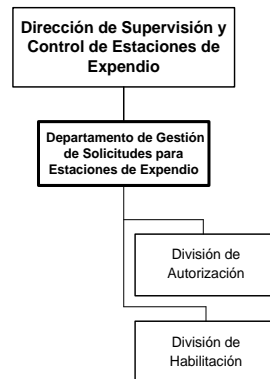 Dirección de Supervisión y
Control de Estaciones de
Expendio
Departamento de Gestión
de Solicitudes para
Estaciones de Expendio
División de
Autorización
División de
Habilitación